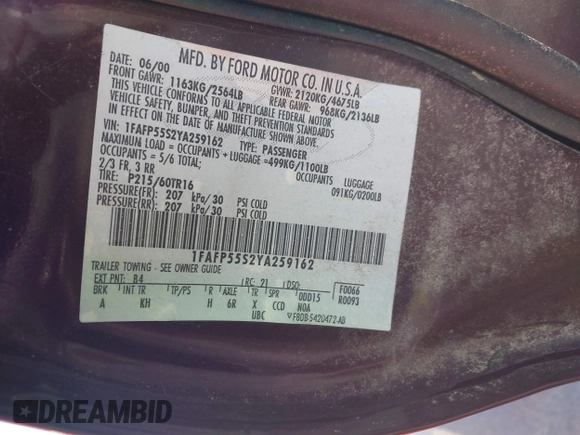 MFD. BY FORD MOTOR CO. IN U.S.A.
DATE: 06/00 GVWR: 2120KG/4675LB
FRONT GAWR: 1163KG/2564LB REAR GAWR: 968KG/2136LB
THIS VEHICLE CONFORMS TO ALL APPLICABLE FEDERAL MOTOR
VEHICLE SAFETY, BUMPER, AND THEFT PREVENTION STANDARDS
IN EFFECT ON THE DATE OF MANUFACTURE SHOWN ABOVE.
VIN: 1FAFP55S2YA259162 TYPE: PASSENGER
MAXIMUM LOAD = OCCUPANTS + LUGGAGE = 499KG/1100LB
OCCUPANTS = 5/6 TOTAL; OCCUPANTS LUGGAGE
2/3 FR, 3 RR 091KG/0200LB
TIRE: P215/60TR16
PRESSURE(FR): 207 kPa/30 PSI COLD
PRESSURE(RR): 207 kPa/30 PSI COLD
1FAFP55S2YA259162
TRAILER TOWING - SEE OWNER GUIDE
EXT PNT: B4 RC: 21 DSO: F0066
BRK INT TR TP/PS R AXLE TR SPR 0DD15 R0093
A KH H 6R X CCD NOA
UBC F8DB-5420472-AB
DREAMBID